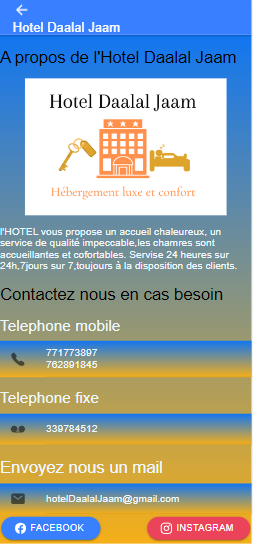 Hotel Daalal Jaam
A propos de l'Hotel Daalal Jaam
Hotel Daalal Jaam
Hébergement luxe et confort
l'HOTEL vous propose un accueil chaleureux, un
service de qualité impeccable,les chamres sont
accueillantes et cofortables. Servise 24 heures sur
24h,7jours sur 7,toujours à la disposition des clients.
Contactez nous en cas besoin
Telephone mobile
771773897
762891845
Telephone fixe
339784512
Envoyez nous un mail
hotelDaalalJaam@gmail.com
FACEBOOK
INSTAGRAM